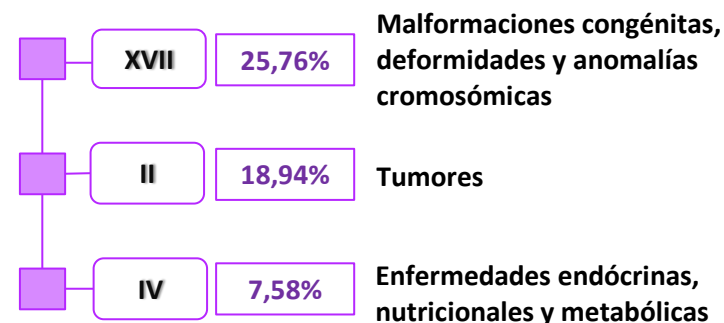 XVII
25,76%
Malformaciones congénitas,
deformidades y anomalías
cromosómicas
II
18,94%
Tumores
IV
7,58%
Enfermedades endócrinas,
nutricionales y metabólicas